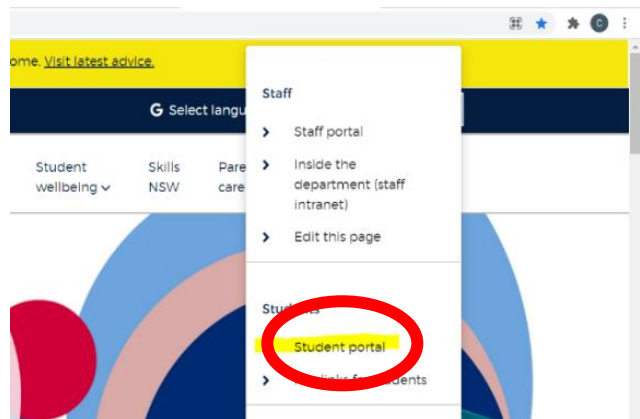 C
ome. Visit latest advice.
G Select langu
Student wellbeing
Skills NSW
Pare
care
Staff
Staff portal
Inside the
department (staff
intranet)
Edit this page
Students
Student portal
links for students